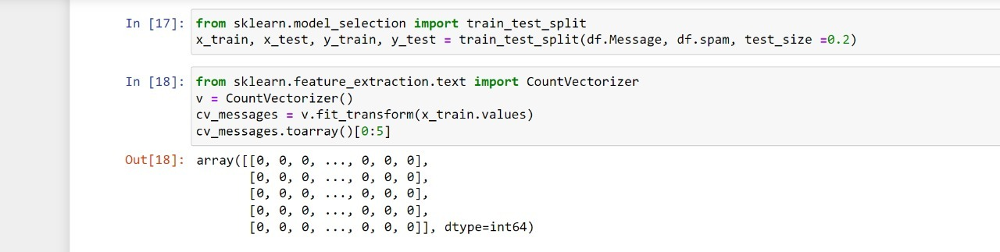 In [17]: from sklearn.model_selection import train_test_split
x_train, x_test, y_train, y_test = train_test_split(df.Message, df.spam, test_size =0.2)
In [18]: from sklearn.feature_extraction.text import CountVectorizer
v = CountVectorizer()
cv_messages = v.fit_transform(x_train.values)
cv_messages.toarray()[0:5]
Out[18]: array([[0, 0, 0, ..., 0, 0, 0],
[0, 0, 0, ..., 0, 0, 0],
[0, 0, 0, ..., 0, 0, 0],
[0, 0, 0, ..., 0, 0, 0],
[0, 0, 0, ..., 0, 0, 0]], dtype=int64)